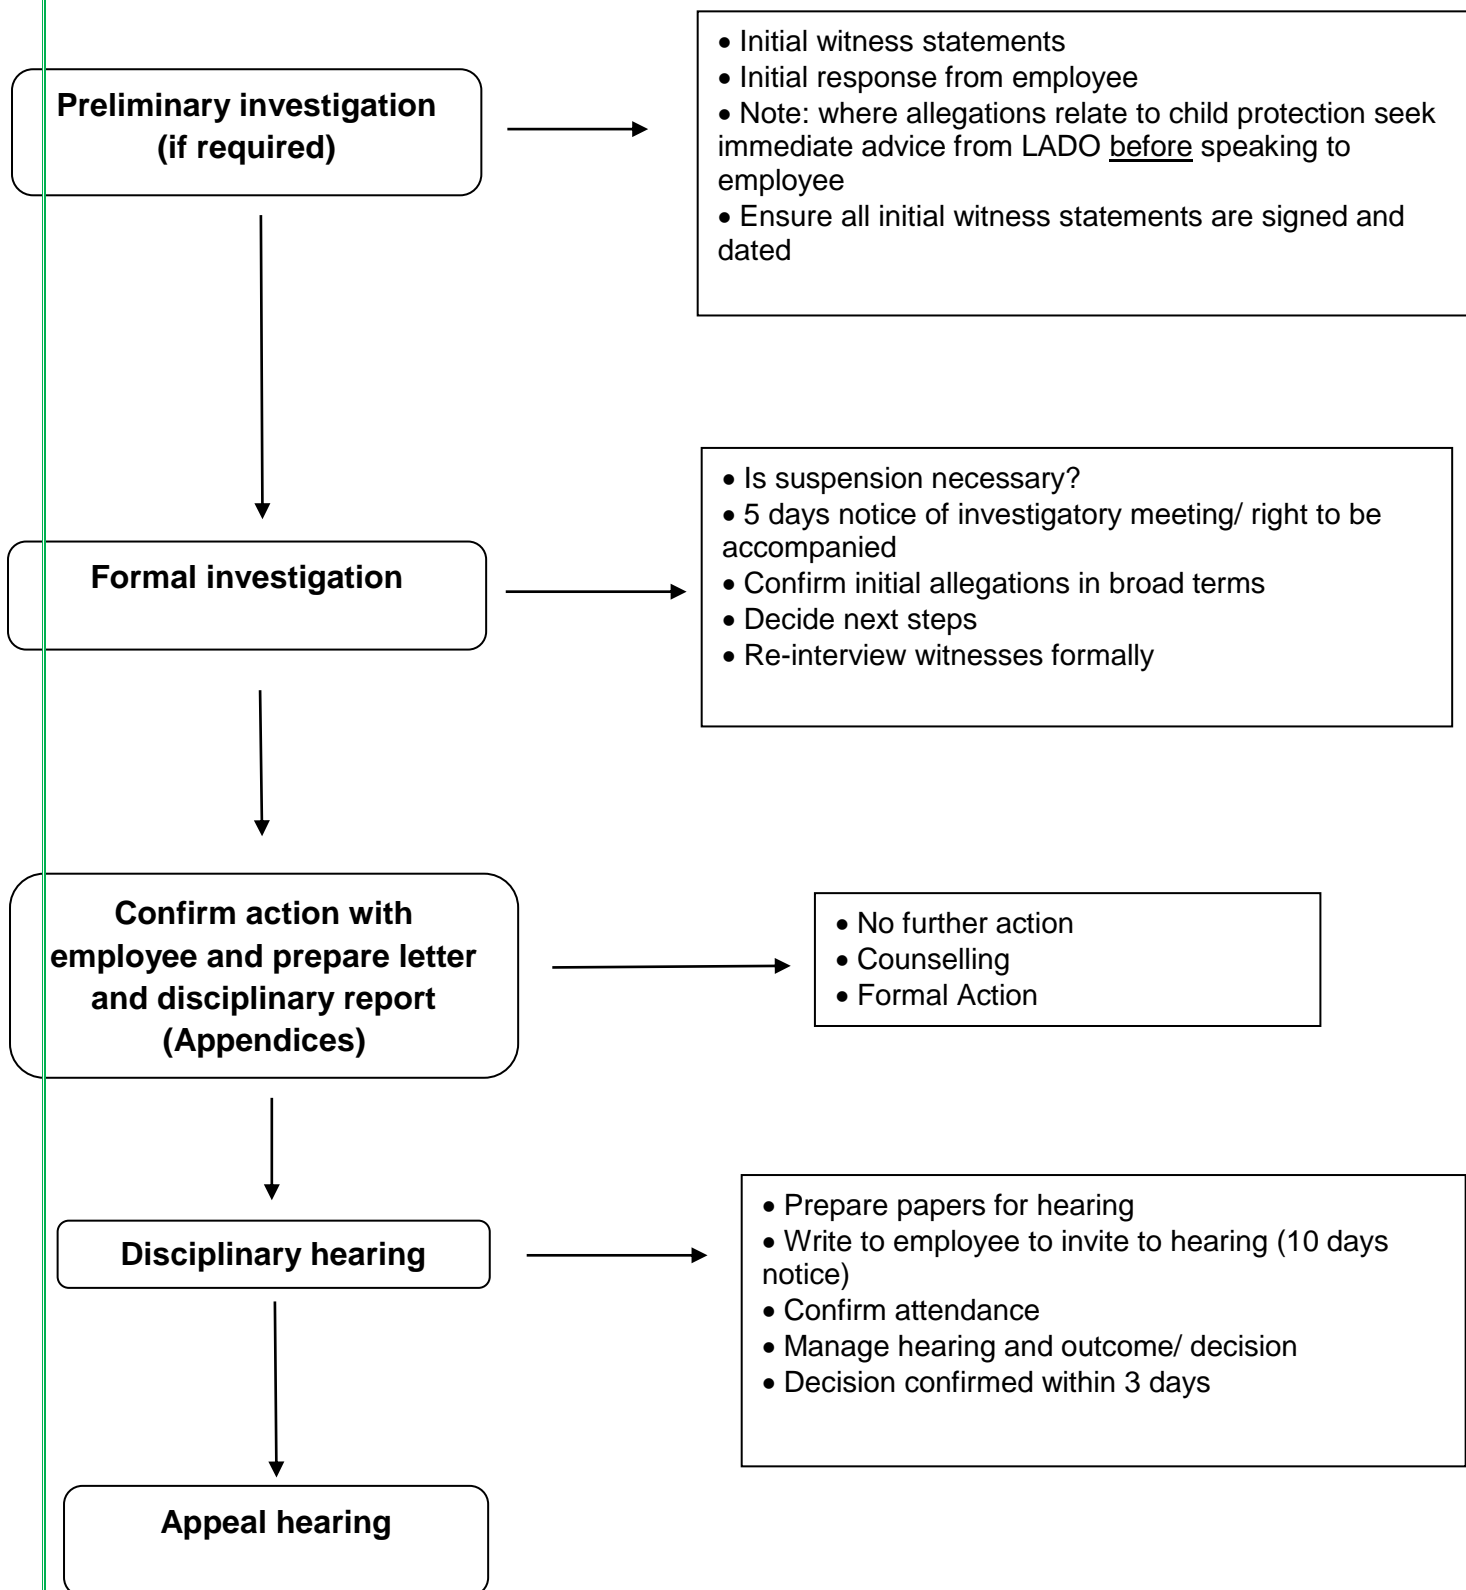 Preliminary investigation
(if required)
• Initial witness statements
• Initial response from employee
• Note: where allegations relate to child protection seek
immediate advice from LADO before speaking to
employee
• Ensure all initial witness statements are signed and
dated
Formal investigation
• Is suspension necessary?
• 5 days notice of investigatory meeting/ right to be
accompanied
• Confirm initial allegations in broad terms
• Decide next steps
• Re-interview witnesses formally
Confirm action with
employee and prepare letter
and disciplinary report
(Appendices)
• No further action
• Counselling
• Formal Action
Disciplinary hearing
• Prepare papers for hearing
• Write to employee to invite to hearing (10 days
notice)
• Confirm attendance
• Manage hearing and outcome/ decision
• Decision confirmed within 3 days
Appeal hearing